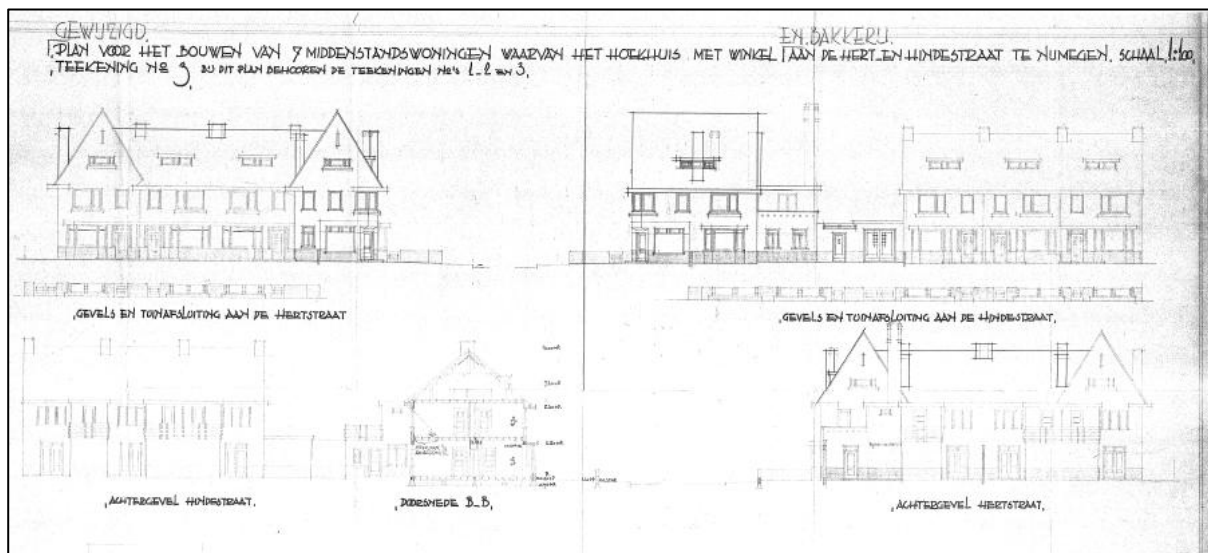 GEWIJZIGD.
EN BAKKERIJ.
PLAN VOOR HET BOUWEN VAN 7 MIDDENSTANDSWONINGEN WAARVAN HET HOEKHUIS MET WINKEL AAN DE HERT- EN HINDESTRAAT TE NIJMEGEN. SCHAAL 1:100.
TEEKENING Nº 3 BIJ DIT PLAN BEHOOREN DE TEEKENINGEN Nº's 1-2 EN 3.
GEVELS EN TUINAFSLUITING AAN DE HERTSTRAAT
GEVELS EN TUINAFSLUITING AAN DE HINDESTRAAT.
ACHTERGEVEL HINDESTRAAT.
DOORSNEDE B-B.
ACHTERGEVEL HERTSTRAAT.